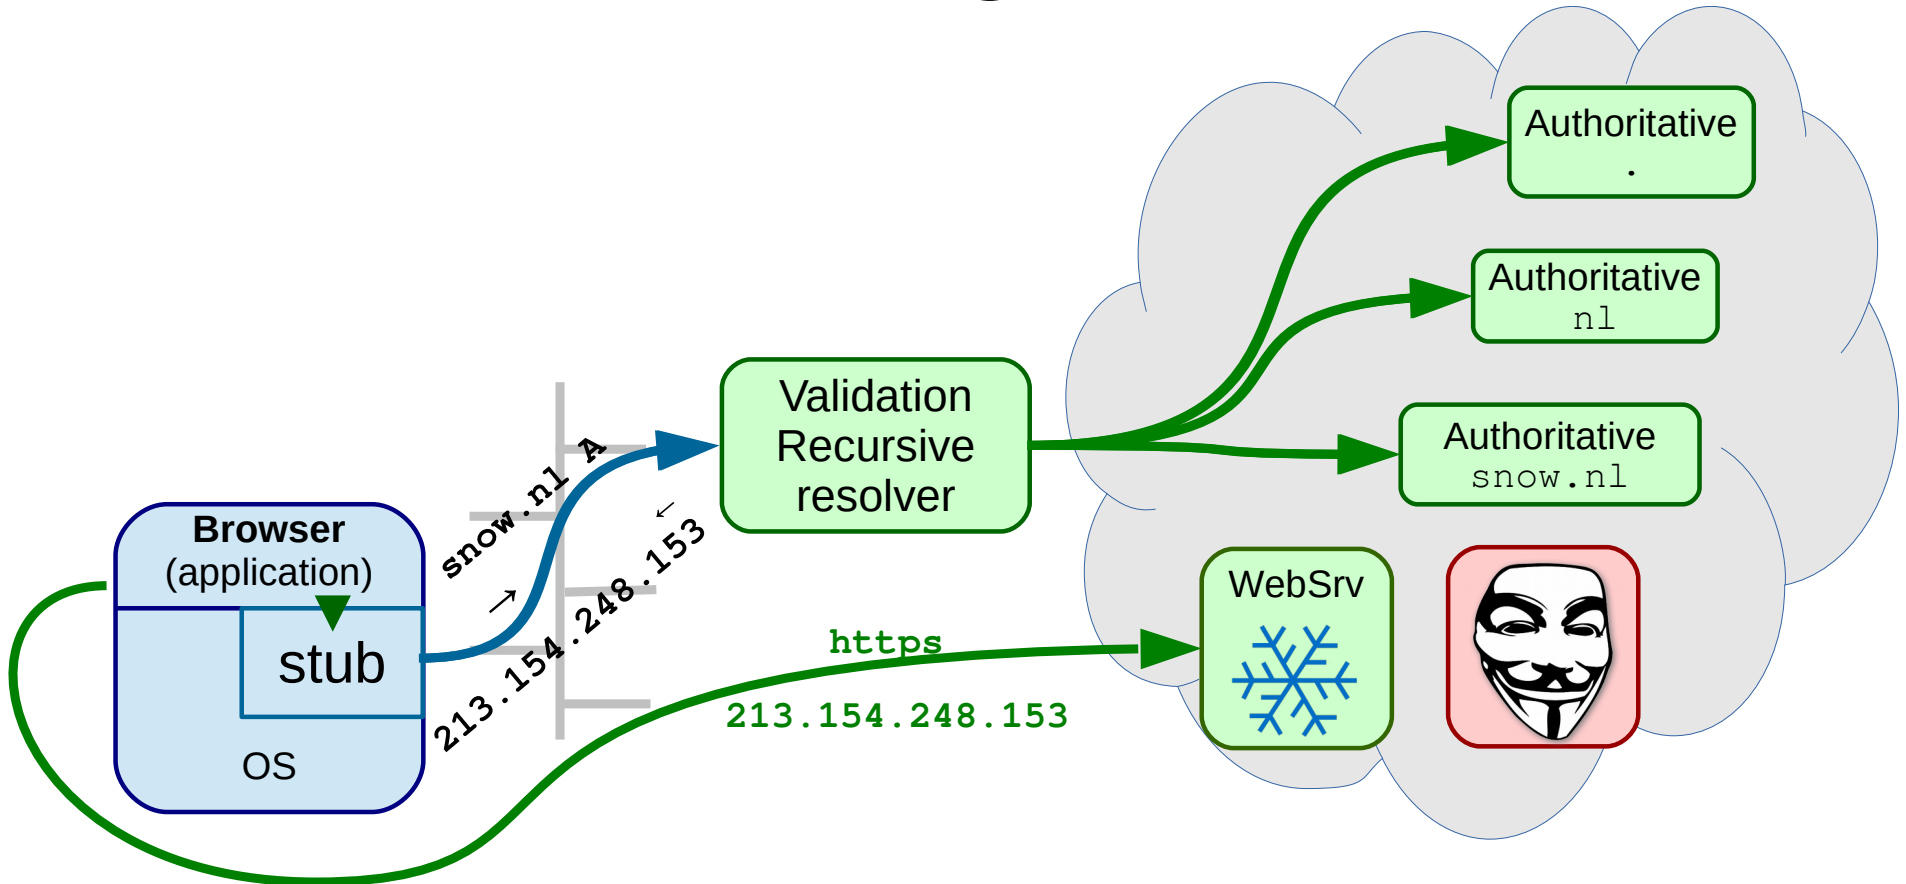 Authoritative
.
Authoritative
nl
Validation
Recursive
resolver
Authoritative
snow.nl
snow.nl A
→
←
213.154.248.153
Browser
(application)
stub
OS
https
213.154.248.153
WebSrv